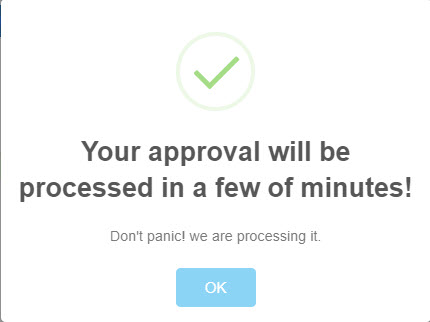 Your approval will be
processed in a few of minutes!
Don't panic! we are processing it.
OK